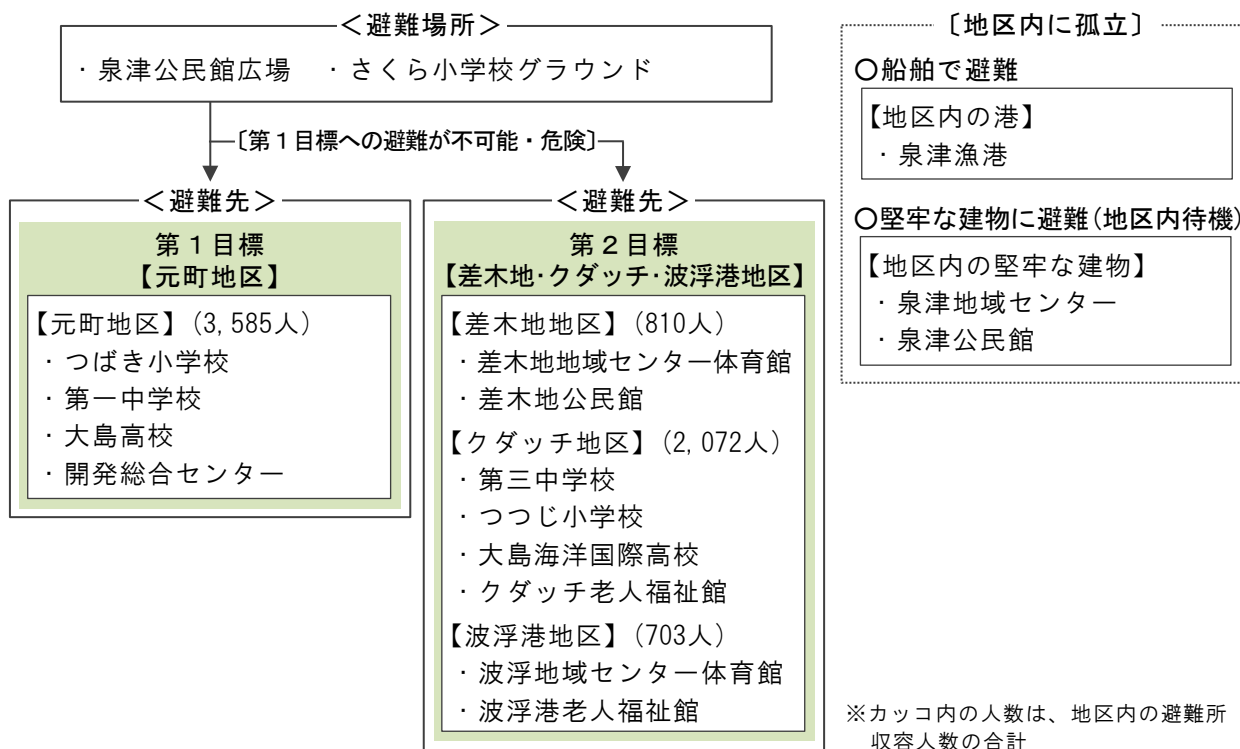 ＜避難場所＞
・泉津公民館広場　・さくら小学校グラウンド
〔第１目標への避難が不可能・危険〕
＜避難先＞
第１目標
【元町地区】
【元町地区】(3,585人)
・つばき小学校
・第一中学校
・大島高校
・開発総合センター
＜避難先＞
第２目標
【差木地・クダッチ・波浮港地区】
【差木地地区】(810人)
・差木地地域センター体育館
・差木地公民館
【クダッチ地区】(2,072人)
・第三中学校
・つつじ小学校
・大島海洋国際高校
・クダッチ老人福祉館
【波浮港地区】(703人)
・波浮地域センター体育館
・波浮港老人福祉館
〔地区内に孤立〕
○船舶で避難
【地区内の港】
・泉津漁港
○堅牢な建物に避難(地区内待機)
【地区内の堅牢な建物】
・泉津地域センター
・泉津公民館
※カッコ内の人数は、地区内の避難所
収容人数の合計